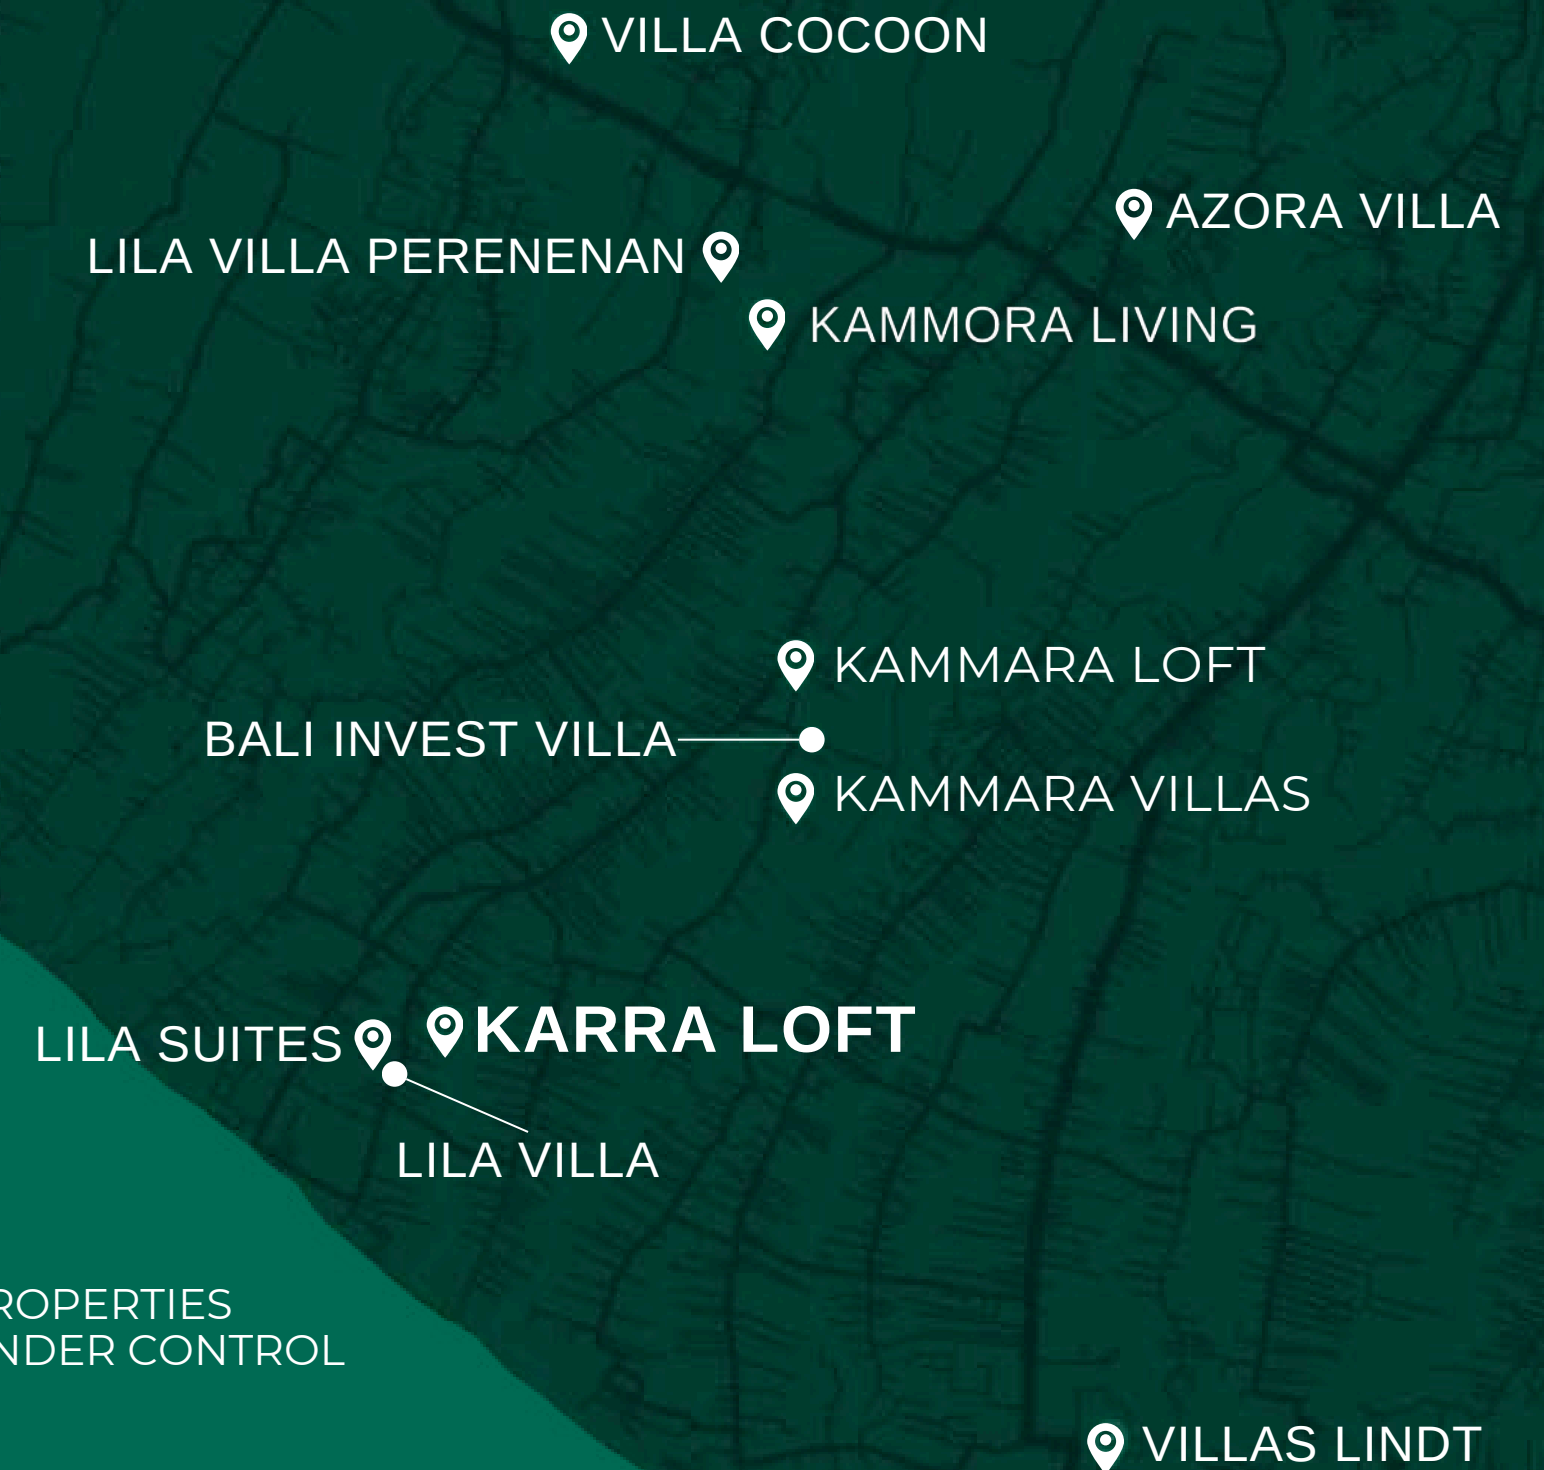 VILLA COCOON
AZORA VILLA
LILA VILLA PERENENAN
KAMMORA LIVING
KAMMARA LOFT
BALI INVEST VILLA
KAMMARA VILLAS
KARRA LOFT
LILA SUITES
LILA VILLA
ROPERTIES
NDER CONTROL
VILLAS LINDT